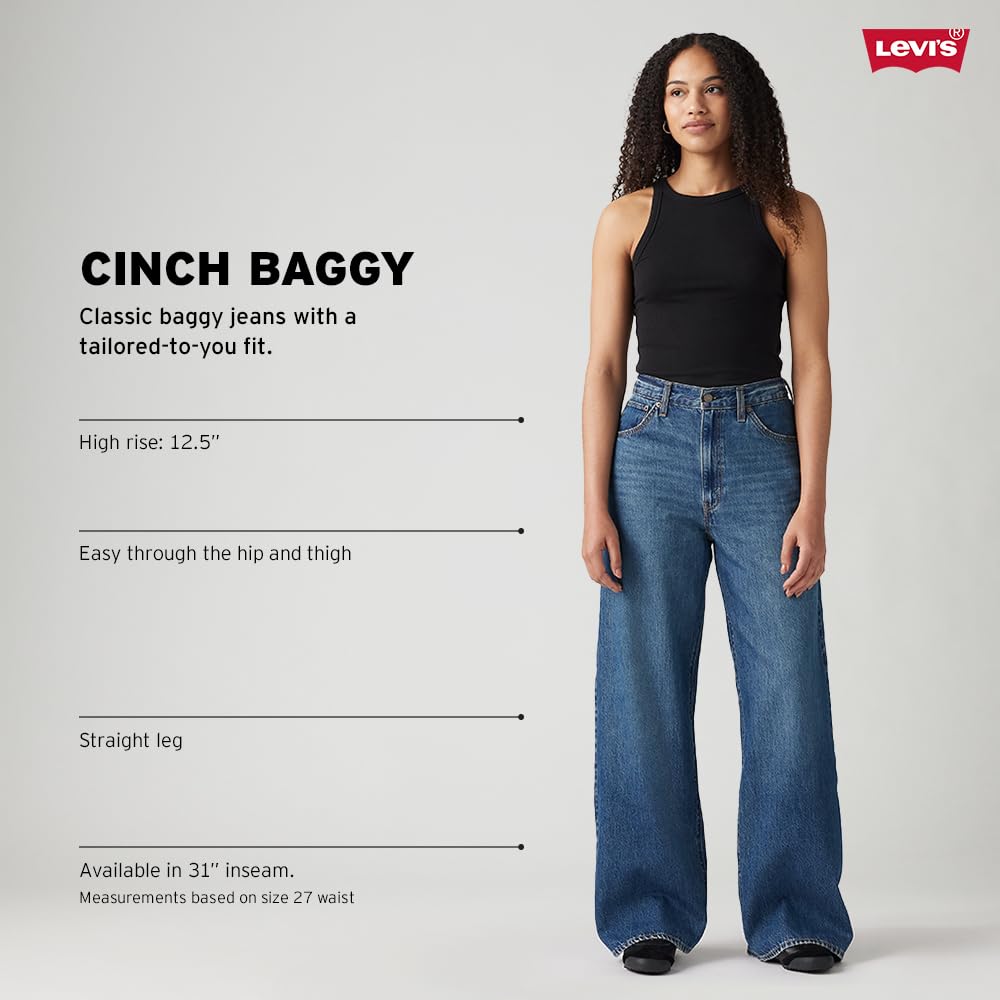 LEVI'S®
CINCH BAGGY
Classic baggy jeans with a
tailored-to-you fit.
High rise: 12.5”
Easy through the hip and thigh
Straight leg
Available in 31” inseam.
Measurements based on size 27 waist